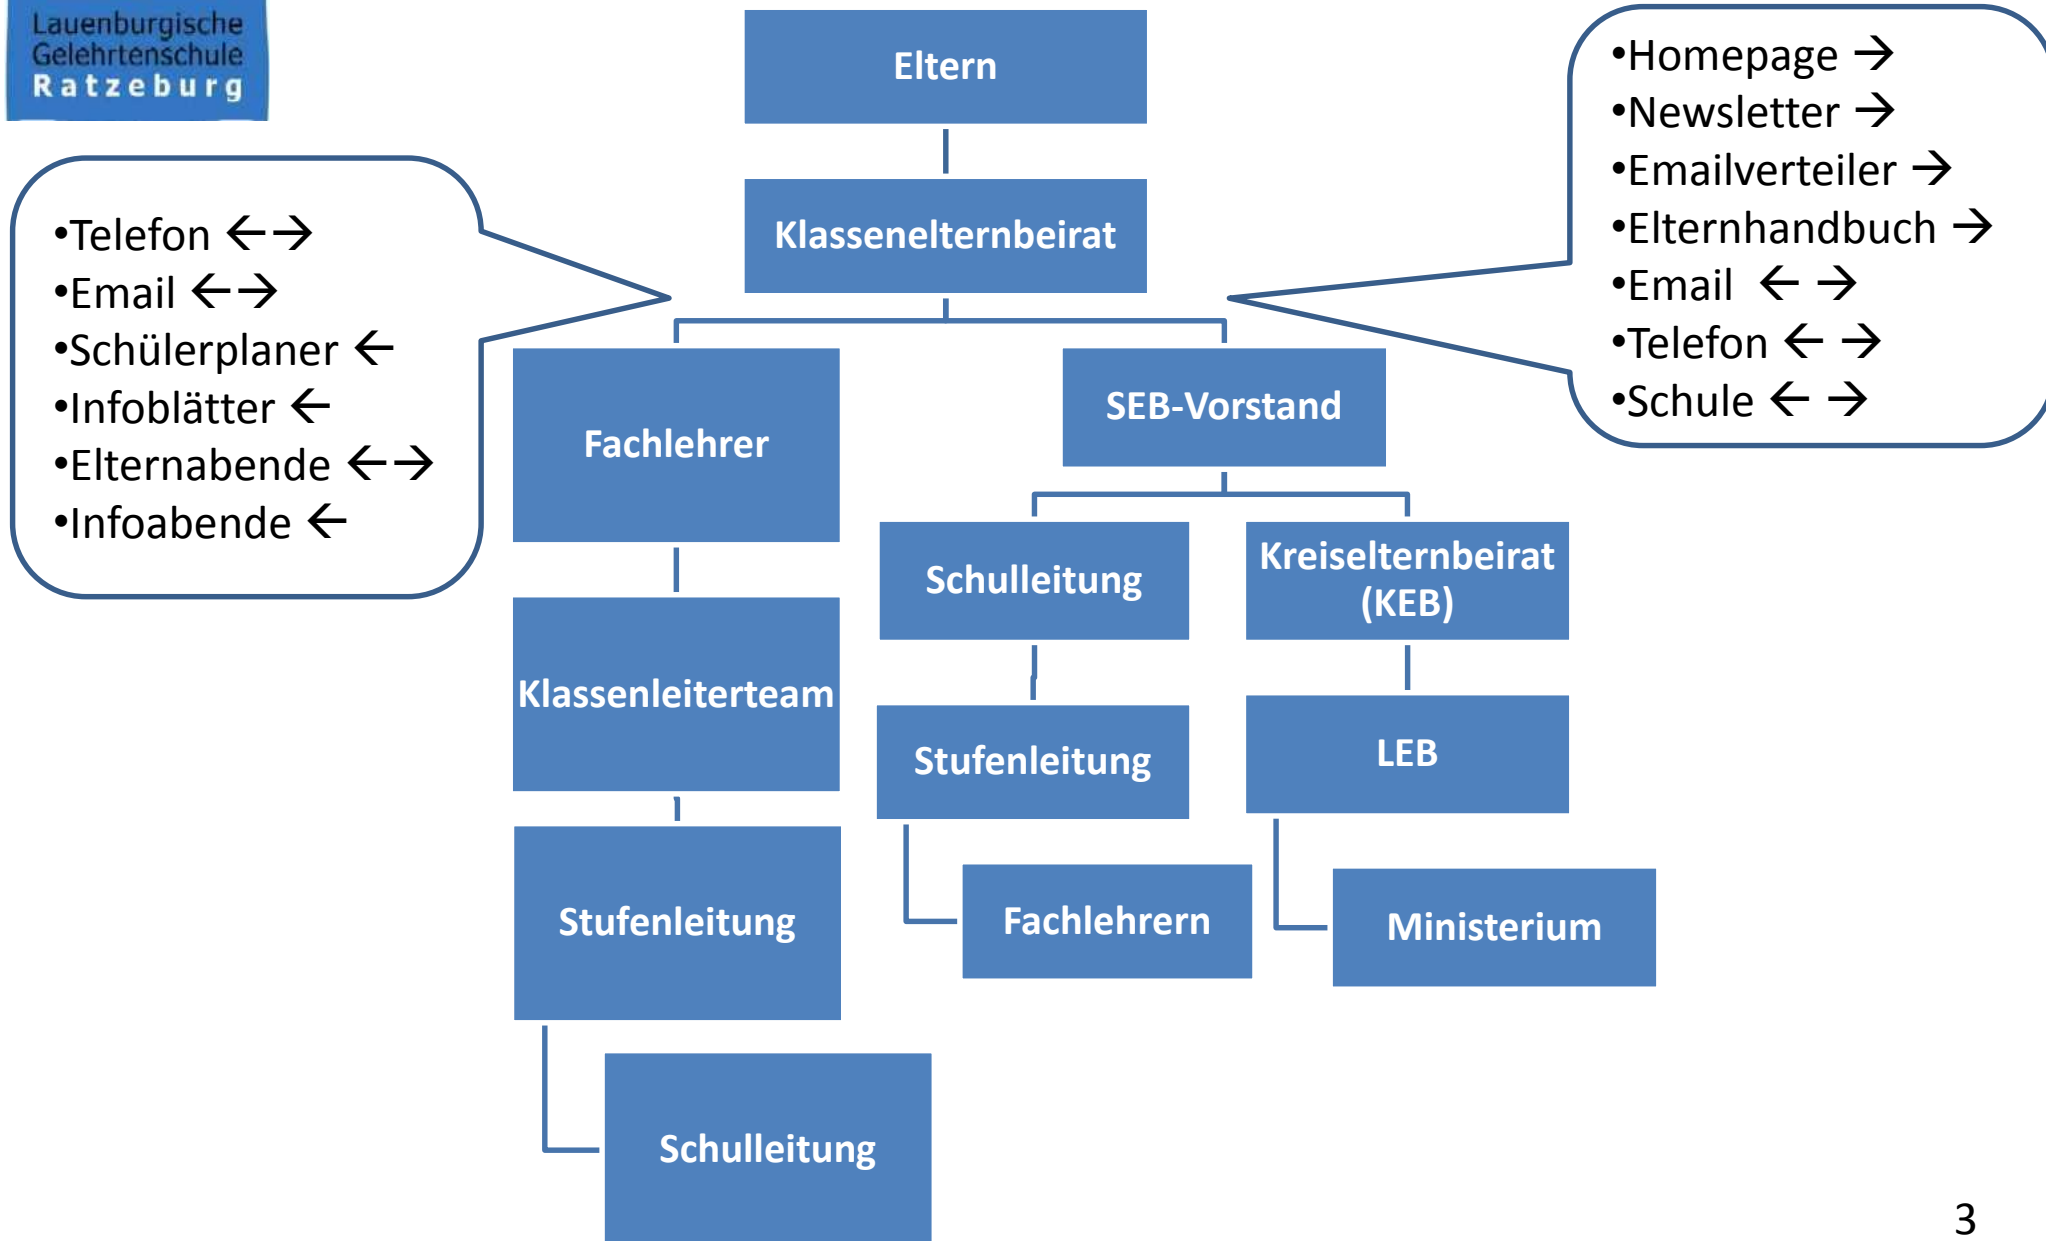 Lauenburgische
Gelehrtenschule
Ratzeburg
Eltern
Klassenelternbeirat
•Telefon ←→
•Email ←→
•Schülerplaner ←
•Infoblätter ←
•Elternabende ←→
•Infoabende ←
•Homepage →
•Newsletter →
•Emailverteiler →
•Elternhandbuch →
•Email ← →
•Telefon ← →
•Schule ← →
Fachlehrer
Klassenleiterteam
Stufenleitung
Schulleitung
SEB-Vorstand
Schulleitung
Stufenleitung
Fachlehrern
Kreiselternbeirat
(KEB)
LEB
Ministerium
3